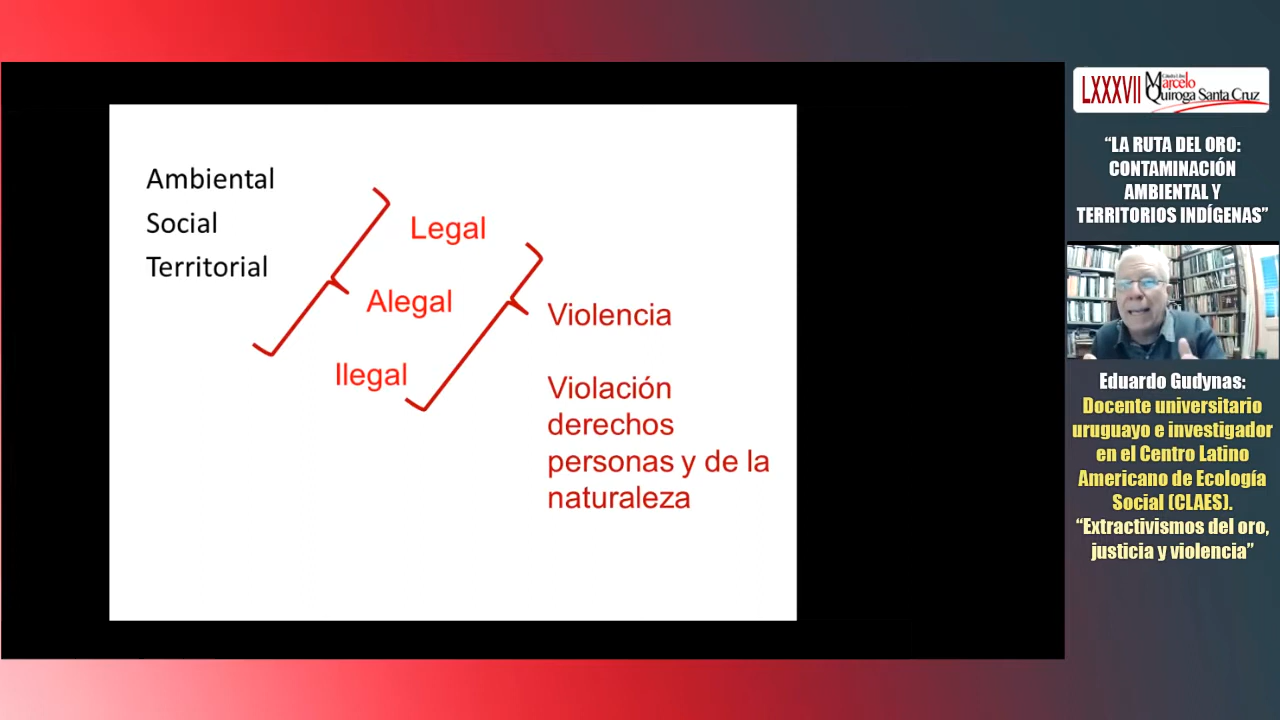 Ambiental
Social
Territorial
Legal
Alegal
Ilegal
Violencia
Violación
derechos
personas y de la
naturaleza
LXXXVII
Marcelo
Quiroga Santa Cruz
“LA RUTA DEL ORO:
CONTAMINACIÓN
AMBIENTAL Y
TERRITORIOS INDÍGENAS”
Eduardo Gudynas:
Docente universitario
uruguayo e investigador
en el Centro Latino
Americano de Ecología
Social (CLAES).
“Extractivismos del oro,
justicia y violencia”